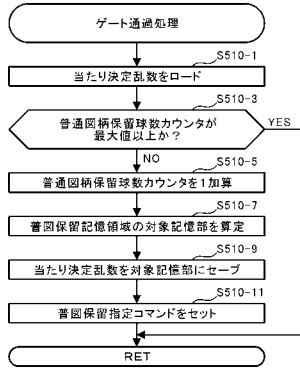 ゲート通過処理
S510-1
当たり決定乱数をロード
S510-3
普通図柄保留球数カウンタが
最大値以上か?
YES
NO
S510-5
普通図柄保留球数カウンタを1加算
S510-7
普図保留記憶領域の対象記憶部を算定
S510-9
当たり決定乱数を対象記憶部にセーブ
S510-11
普図保留指定コマンドをセット
RET